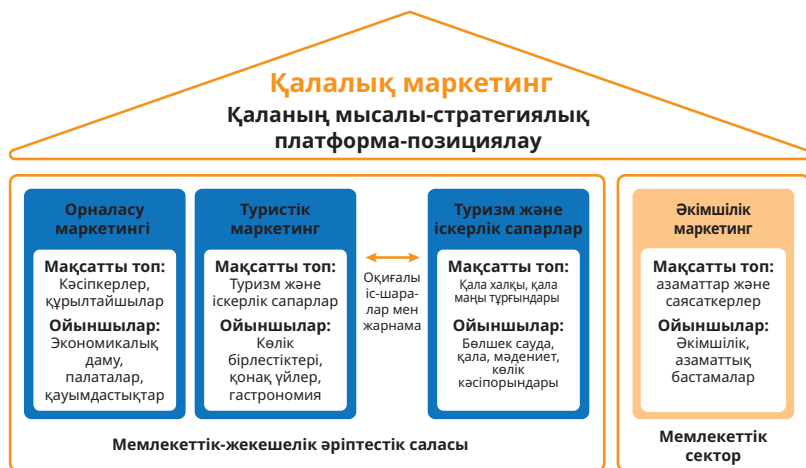 Қалалық маркетинг
Қаланың мысалы-стратегиялық
платформа-позициялау
Орналасу
маркетингі
Мақсатты топ:
Кәсіпкерлер,
құрылтайшылар
Ойыншылар:
Экономикалық
даму,
палаталар,
қауымдастықтар
Туристік
маркетинг
Мақсатты топ:
Туризм және
іскерлік сапарлар
Ойыншылар:
Көлік
бірлестіктері,
қонақ үйлер,
гастрономия
Оқиғалы
іс-шара-
лар мен
жарнама
Туризм және
іскерлік сапарлар
Мақсатты топ:
Қала халқы, қала
маңы тұрғындары
Ойыншылар:
Бөлшек сауда,
қала, мәдениет,
көлік
кәсіпорындары
Мемлекеттік-жекешелік әріптестік саласы
Әкімшілік
маркетинг
Мақсатты топ:
азаматтар және
саясаткерлер
Ойыншылар:
Әкімшілік,
азаматтық
бастамалар
Мемлекеттік
сектор